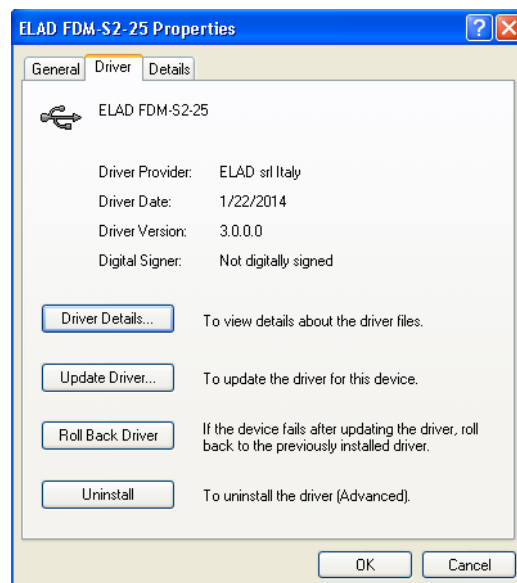 ELAD FDM-S2-25 Properties
General Driver Details
ELAD FDM-S2-25
Driver Provider: ELAD srl Italy
Driver Date: 1/22/2014
Driver Version: 3.0.0.0
Digital Signer: Not digitally signed
Driver Details... To view details about the driver files.
Update Driver... To update the driver for this device.
Roll Back Driver If the device fails after updating the driver, roll
back to the previously installed driver.
Uninstall To uninstall the driver (Advanced).
OK Cancel